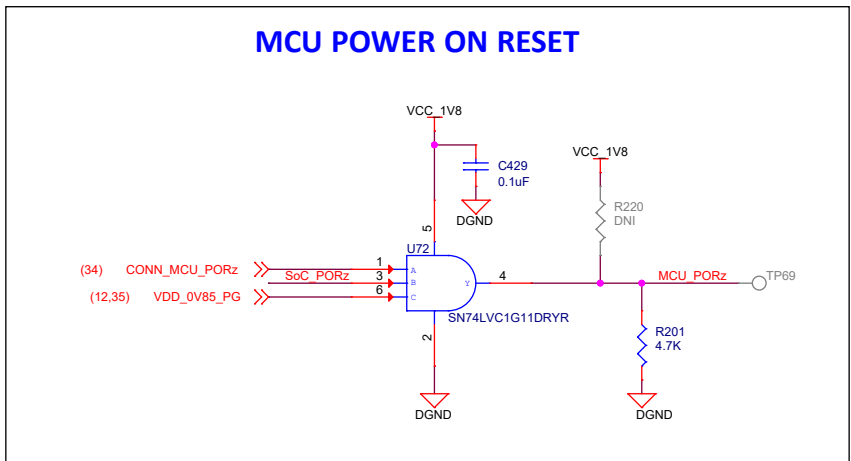 MCU POWER ON RESET
VCC_1V8
C429
0.1uF
VCC_1V8
DGND
R220
DNI
5
U72
(34) CONN_MCU_PORz 1 A
SoC_PORz 3 B Y 4 MCU_PORz TP69
(12,35) VDD_0V85_PG 6 C
SN74LVC1G11DRYR
2
R201
4.7K
DGND
DGND